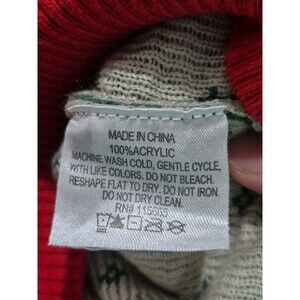 MADE IN CHINA
100%ACRYLIC
MACHINE WASH COLD, GENTLE CYCLE,
WITH LIKE COLORS. DO NOT BLEACH.
RESHAPE FLAT TO DRY. DO NOT IRON.
DO NOT DRY CLEAN
RN#